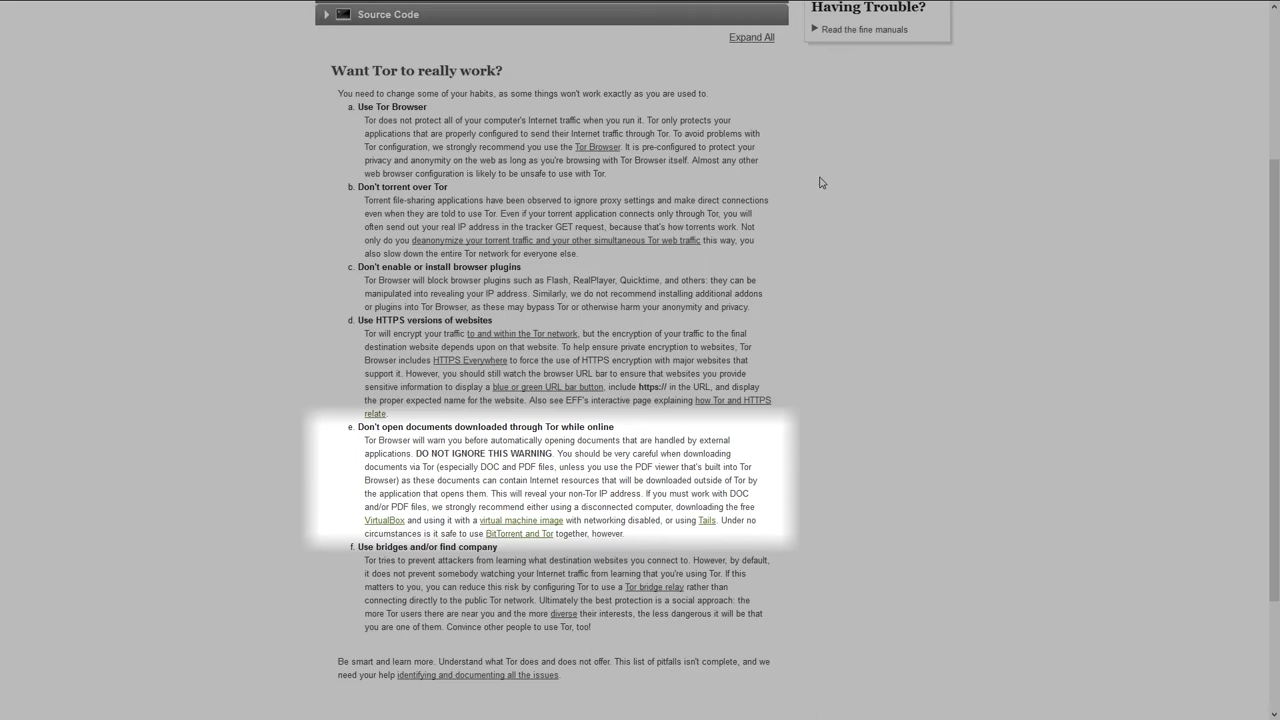 Source Code
Having Trouble?
Read the fine manuals
Expand All
Want Tor to really work?
You need to change some of your habits, as some things won't work exactly as you are used to.
a. Use Tor Browser
Tor does not protect all of your computer's Internet traffic when you run it. Tor only protects your
applications that are properly configured to send their Internet traffic through Tor. To avoid problems with
Tor configuration, we strongly recommend you use the Tor Browser. It is pre-configured to protect your
privacy and anonymity on the web as long as you're browsing with Tor Browser itself. Almost any other
web browser configuration is likely to be unsafe to use with Tor.
b. Don't torrent over Tor
Torrent file-sharing applications have been observed to ignore proxy settings and make direct connections
even when they are told to use Tor. Even if your torrent application connects only through Tor, you will
often send out your real IP address in the tracker GET request, because that's how torrents work. Not
only do you deanonymize your torrent traffic and your other simultaneous Tor web traffic this way, you
also slow down the entire Tor network for everyone else.
c. Don't enable or install browser plugins
Tor Browser will block browser plugins such as Flash, RealPlayer, Quicktime, and others: they can be
manipulated into revealing your IP address. Similarly, we do not recommend installing additional addons
or plugins into Tor Browser, as these may bypass Tor or otherwise harm your anonymity and privacy.
d. Use HTTPS versions of websites
Tor will encrypt your traffic to and within the Tor network, but the encryption of your traffic to the final
destination website depends upon on that website. To help ensure private encryption to websites, Tor
Browser includes HTTPS Everywhere to force the use of HTTPS encryption with major websites that
support it. However, you should still watch the browser URL bar to ensure that websites you provide
sensitive information to display a blue or green URL bar button, include https:// in the URL, and display
the proper expected name for the website. Also see EFF's interactive page explaining how Tor and HTTPS
relate.
e. Don't open documents downloaded through Tor while online
Tor Browser will warn you before automatically opening documents that are handled by external
applications. DO NOT IGNORE THIS WARNING. You should be very careful when downloading
documents via Tor (especially DOC and PDF files, unless you use the PDF viewer that's built into Tor
Browser) as these documents can contain Internet resources that will be downloaded outside of Tor by
the application that opens them. This will reveal your non-Tor IP address. If you must work with DOC
and/or PDF files, we strongly recommend either using a disconnected computer, downloading the free
VirtualBox and using it with a virtual machine image with networking disabled, or using Tails. Under no
circumstances is it safe to use BitTorrent and Tor together, however.
f. Use bridges and/or find company
Tor tries to prevent attackers from learning what destination websites you connect to. However, by default,
it does not prevent somebody watching your Internet traffic from learning that you're using Tor. If this
matters to you, you can reduce this risk by configuring Tor to use a Tor bridge relay rather than
connecting directly to the public Tor network. Ultimately the best protection is a social approach: the
more Tor users there are near you and the more diverse their interests, the less dangerous it will be that
you are one of them. Convince other people to use Tor, too!
Be smart and learn more. Understand what Tor does and does not offer. This list of pitfalls isn't complete, and we
need your help identifying and documenting all the issues.